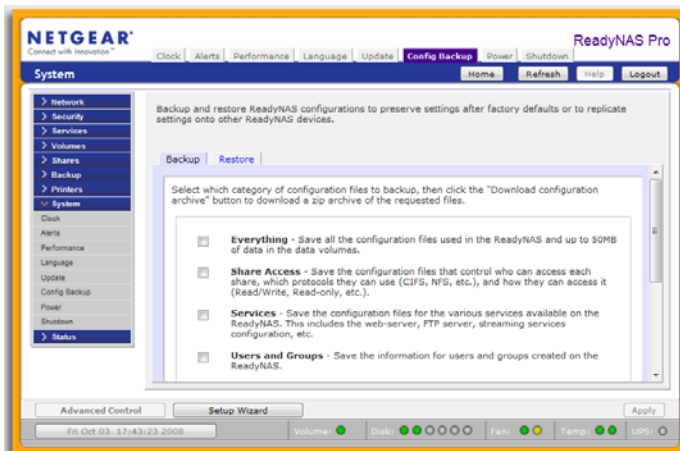 NETGEAR®
Connect with Innovation™
ReadyNAS Pro
Clock Alerts Performance Language Update Config Backup Power Shutdown
System
Home Refresh Help Logout
> Network
> Security
> Services
> Volumes
> Shares
> Backup
> Printers
System
Clock
Alerts
Performance
Language
Update
Config Backup
Power
Shutdown
> Status
Backup and restore ReadyNAS configurations to preserve settings after factory defaults or to replicate
settings onto other ReadyNAS devices.
Backup Restore
Select which category of configuration files to backup, then click the "Download configuration
archive" button to download a zip archive of the requested files.
Everything - Save all the configuration files used in the ReadyNAS and up to 50MB
of data in the data volumes.
Share Access - Save the configuration files that control who can access each
share, which protocols they can use (CIFS, NFS, etc.), and how they can access it
(Read/Write, Read-only, etc.).
Services - Save the configuration files for the various services available on the
ReadyNAS. This includes the web-server, FTP server, streaming services
configuration, etc.
Users and Groups - Save the information for users and groups created on the
ReadyNAS.
Advanced Control Setup Wizard Apply
Fri Oct 03 17:43:23 2008 Volume: Disk: Fan: Temp: UPS: